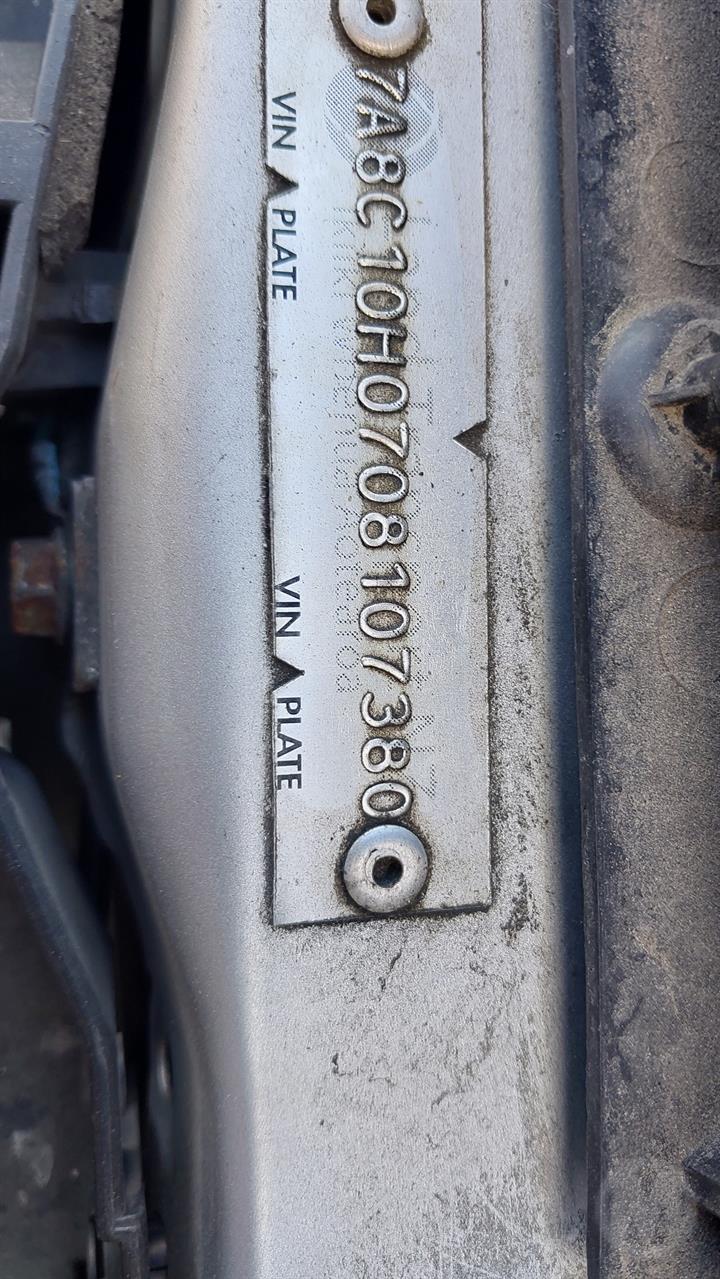 7A8C10H0708107380
VIN ▲ PLATE VIN ▲ PLATE